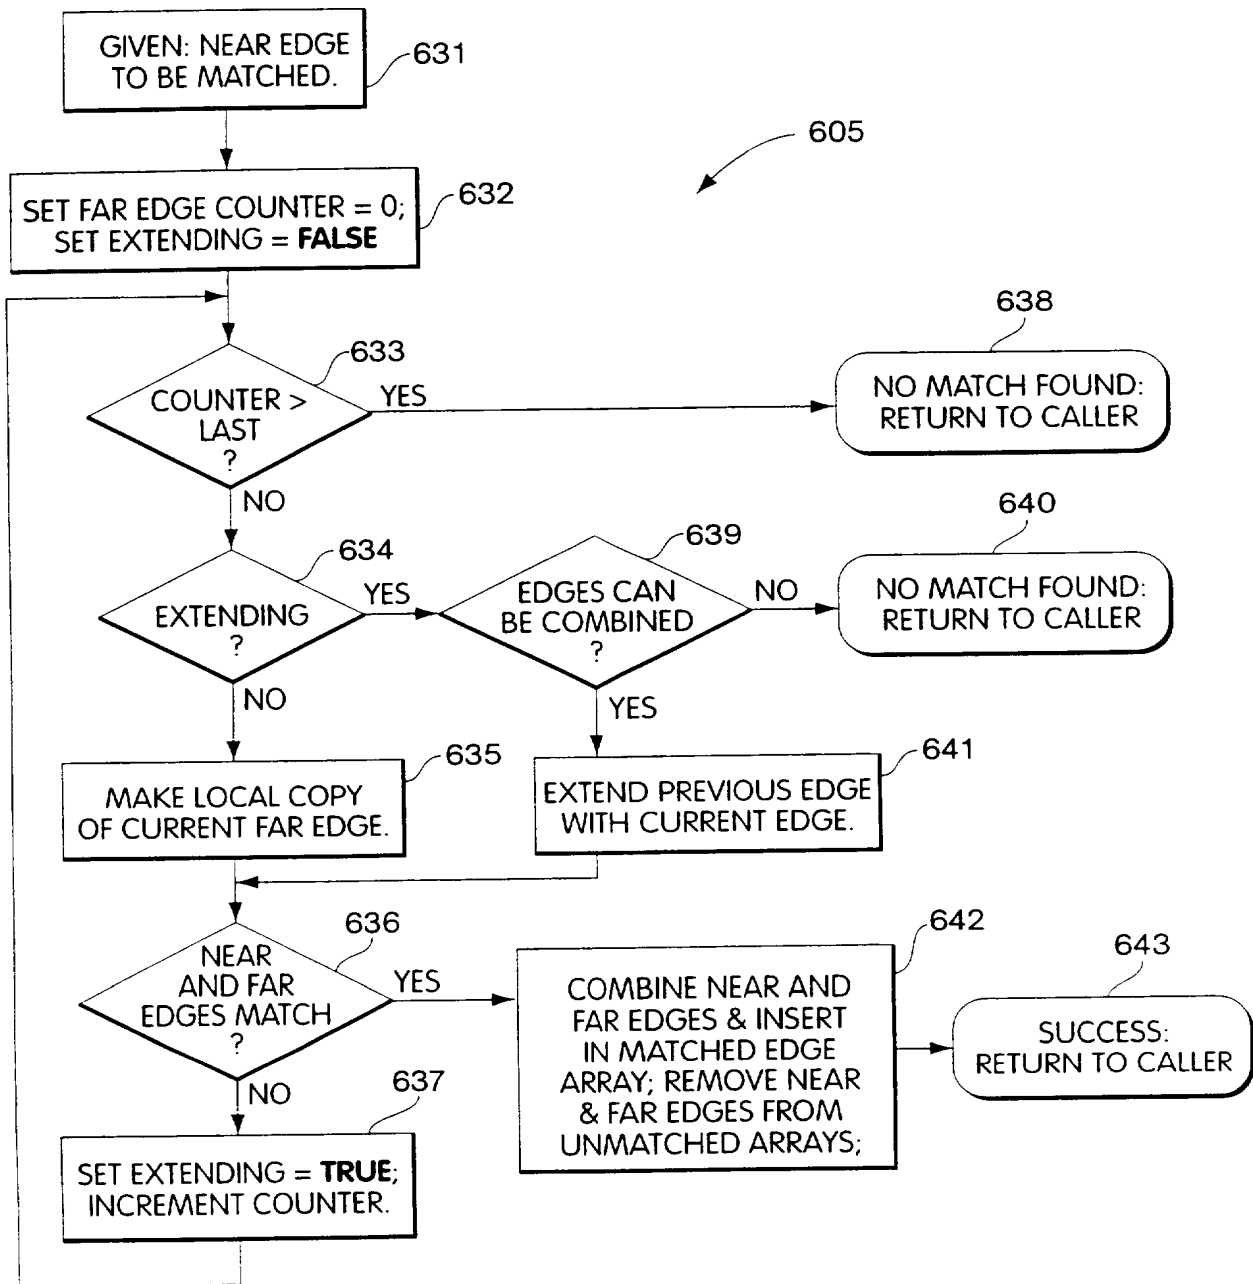 GIVEN: NEAR EDGE
TO BE MATCHED.
631
605
SET FAR EDGE COUNTER = 0;
SET EXTENDING = FALSE
632
633
COUNTER >
LAST
?
YES
NO
638
NO MATCH FOUND:
RETURN TO CALLER
634
EXTENDING
?
YES
NO
639
EDGES CAN
BE COMBINED
?
NO
YES
640
NO MATCH FOUND:
RETURN TO CALLER
635
MAKE LOCAL COPY
OF CURRENT FAR EDGE.
641
EXTEND PREVIOUS EDGE
WITH CURRENT EDGE.
636
NEAR
AND FAR
EDGES MATCH
?
YES
NO
642
COMBINE NEAR AND
FAR EDGES & INSERT
IN MATCHED EDGE
ARRAY; REMOVE NEAR
& FAR EDGES FROM
UNMATCHED ARRAYS;
643
SUCCESS:
RETURN TO CALLER
637
SET EXTENDING = TRUE;
INCREMENT COUNTER.